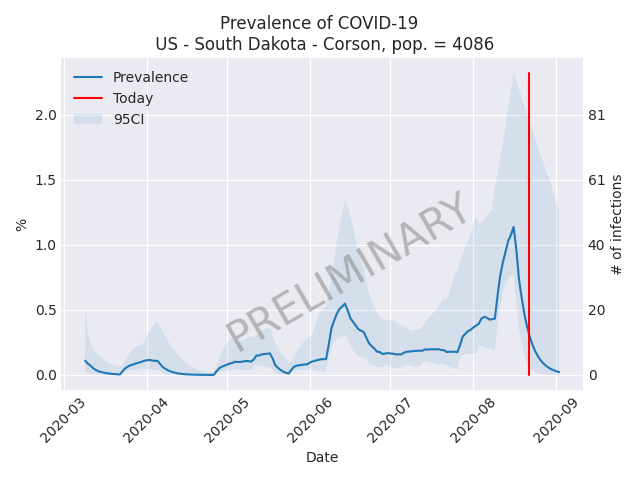 Prevalence of COVID-19
US - South Dakota - Corson, pop. = 4086
Prevalence
Today
95CI
PRELIMINARY
%
2.0
1.5
1.0
0.5
0.0
81
61
40
20
0
# of infections
2020-03
2020-04
2020-05
2020-06
2020-07
2020-08
2020-09
Date